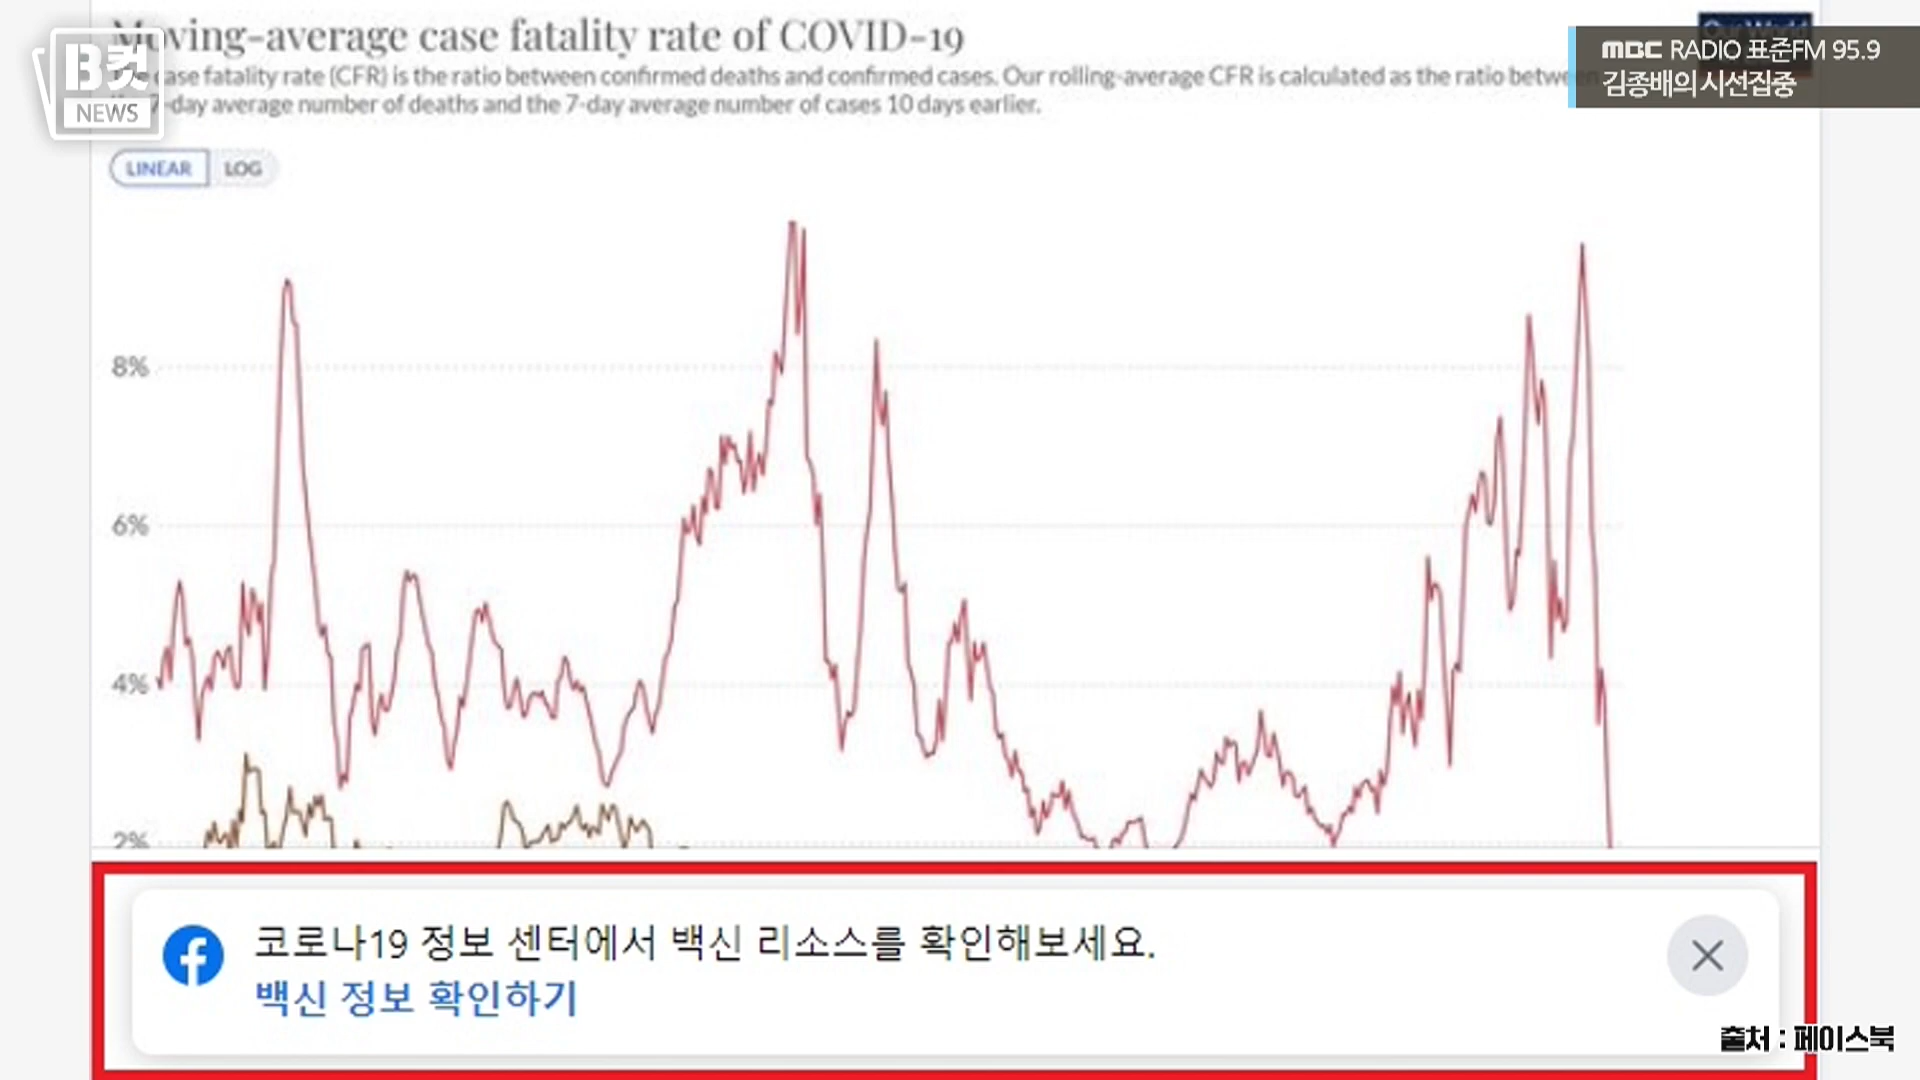 Moving-average case fatality rate of COVID-19
case fatality rate (CFR) is the ratio between confirmed deaths and confirmed cases. Our rolling-average CFR is calculated as the ratio between
7-day average number of deaths and the 7-day average number of cases 10 days earlier.
B컷
NEWS
Our World
MBC RADIO 표준FM 95.9
김종배의 시선집중
LINEAR LOG
8%
6%
4%
2%
코로나19 정보 센터에서 백신 리소스를 확인해보세요.
백신 정보 확인하기
출처 : 페이스북